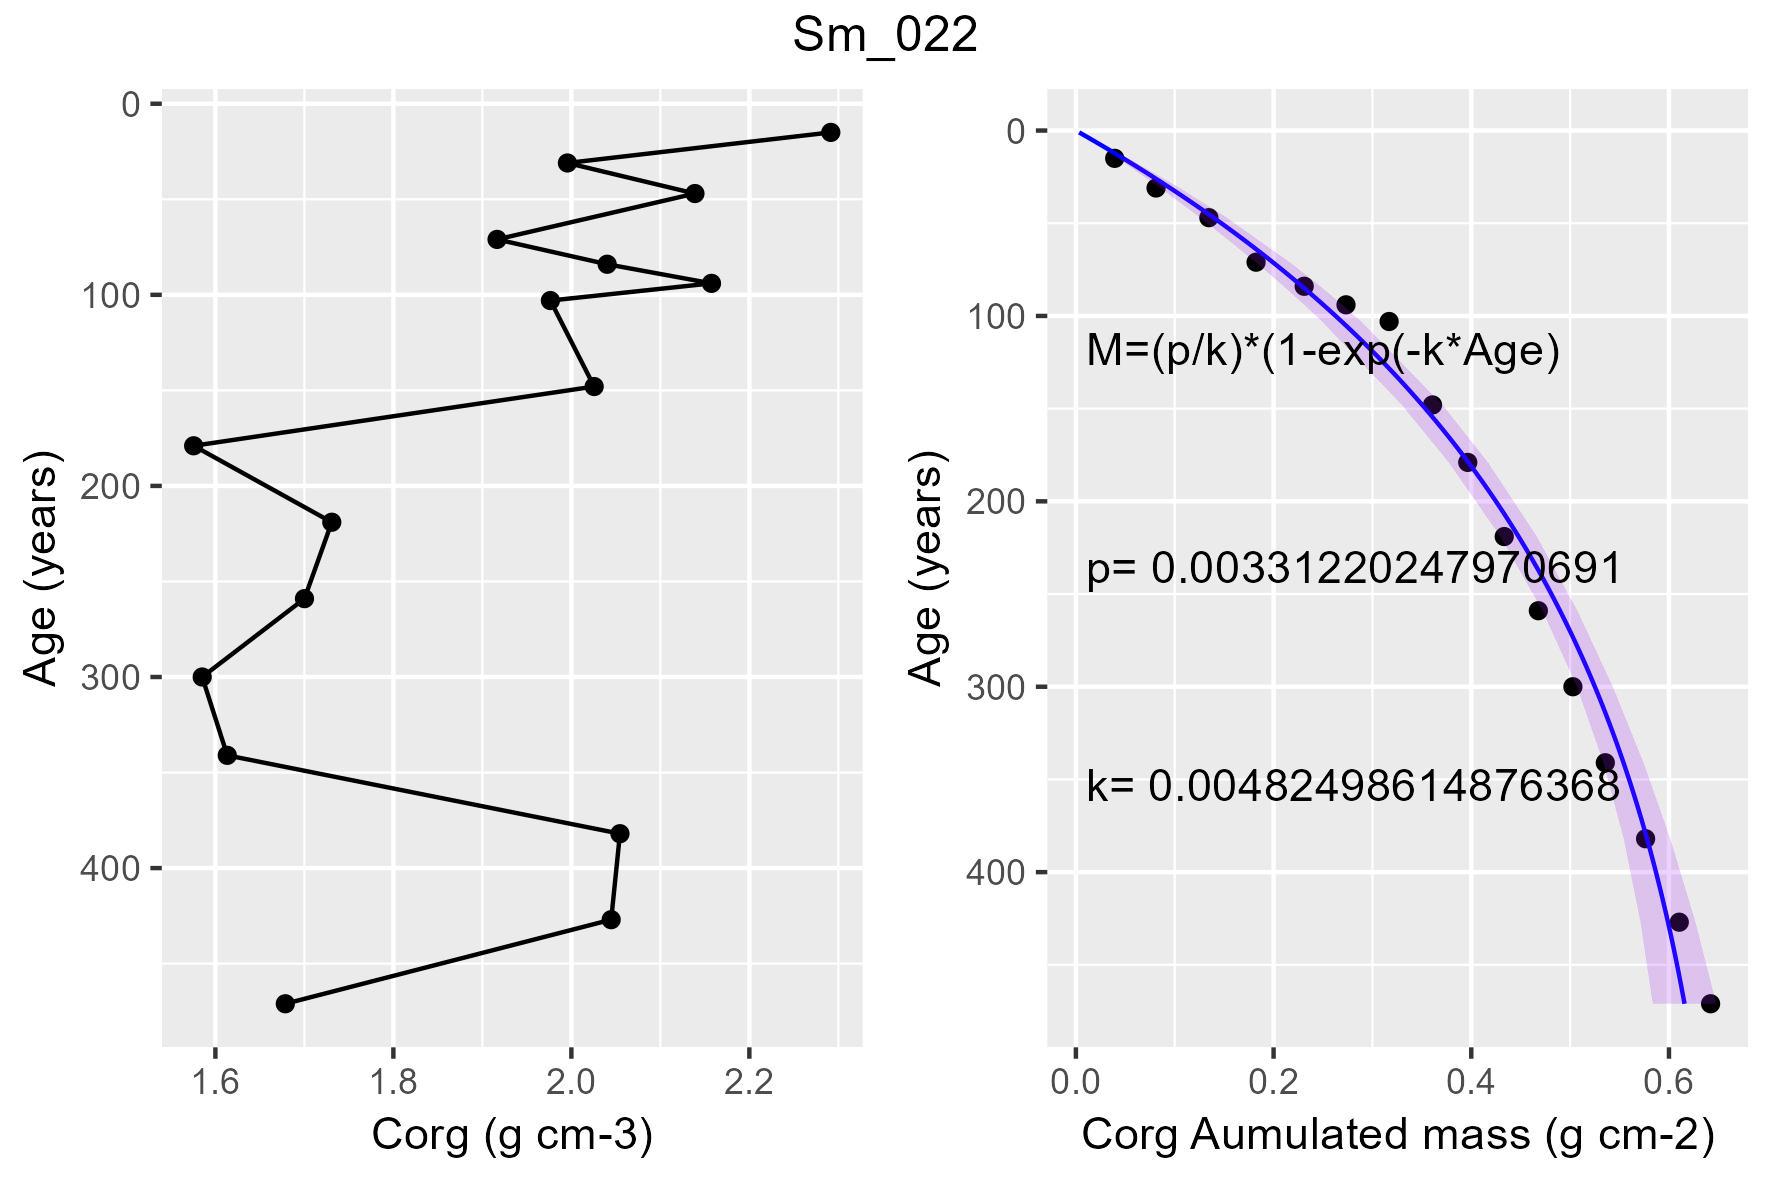 Sm_022
0
100
200
300
400
Age (years)
1.6 1.8 2.0 2.2
Corg (g cm-3)
0
100
200
300
400
Age (years)
M=(p/k)*(1-exp(-k*Age)
p= 0.00331220247970691
k= 0.00482498614876368
0.0 0.2 0.4 0.6
Corg Aumulated mass (g cm-2)